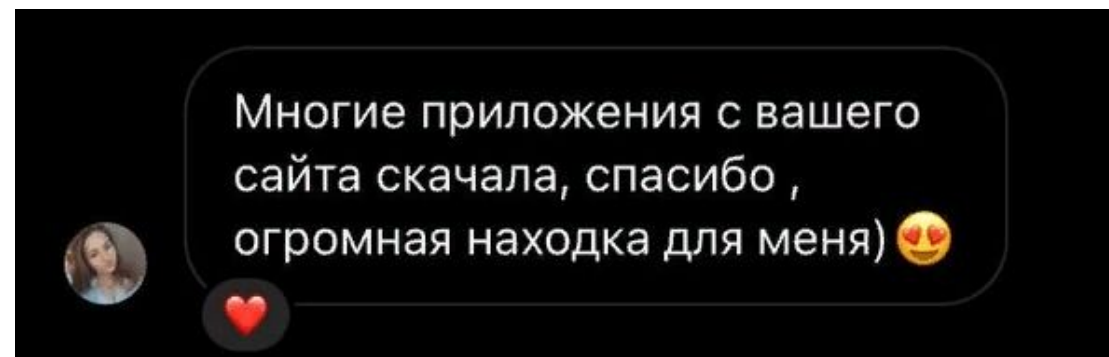 Многие приложения с вашего
сайта скачала, спасибо ,
огромная находка для меня)😍